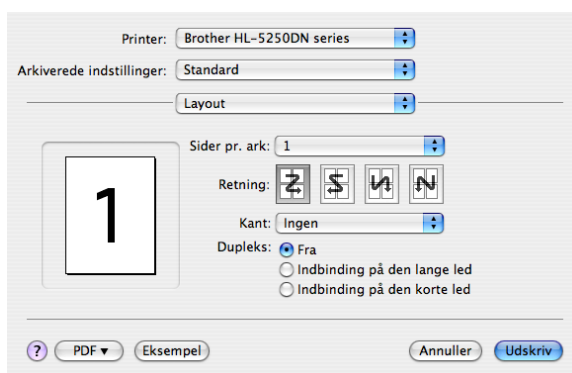 Printer: Brother HL-5250DN series
Arkiverede indstillinger: Standard
Layout
Sider pr. ark: 1
1
Retning:
Kant: Ingen
Dupleks: Fra
Indbinding på den lange led
Indbinding på den korte led
? PDF▼ Eksempel Annuller Udskriv